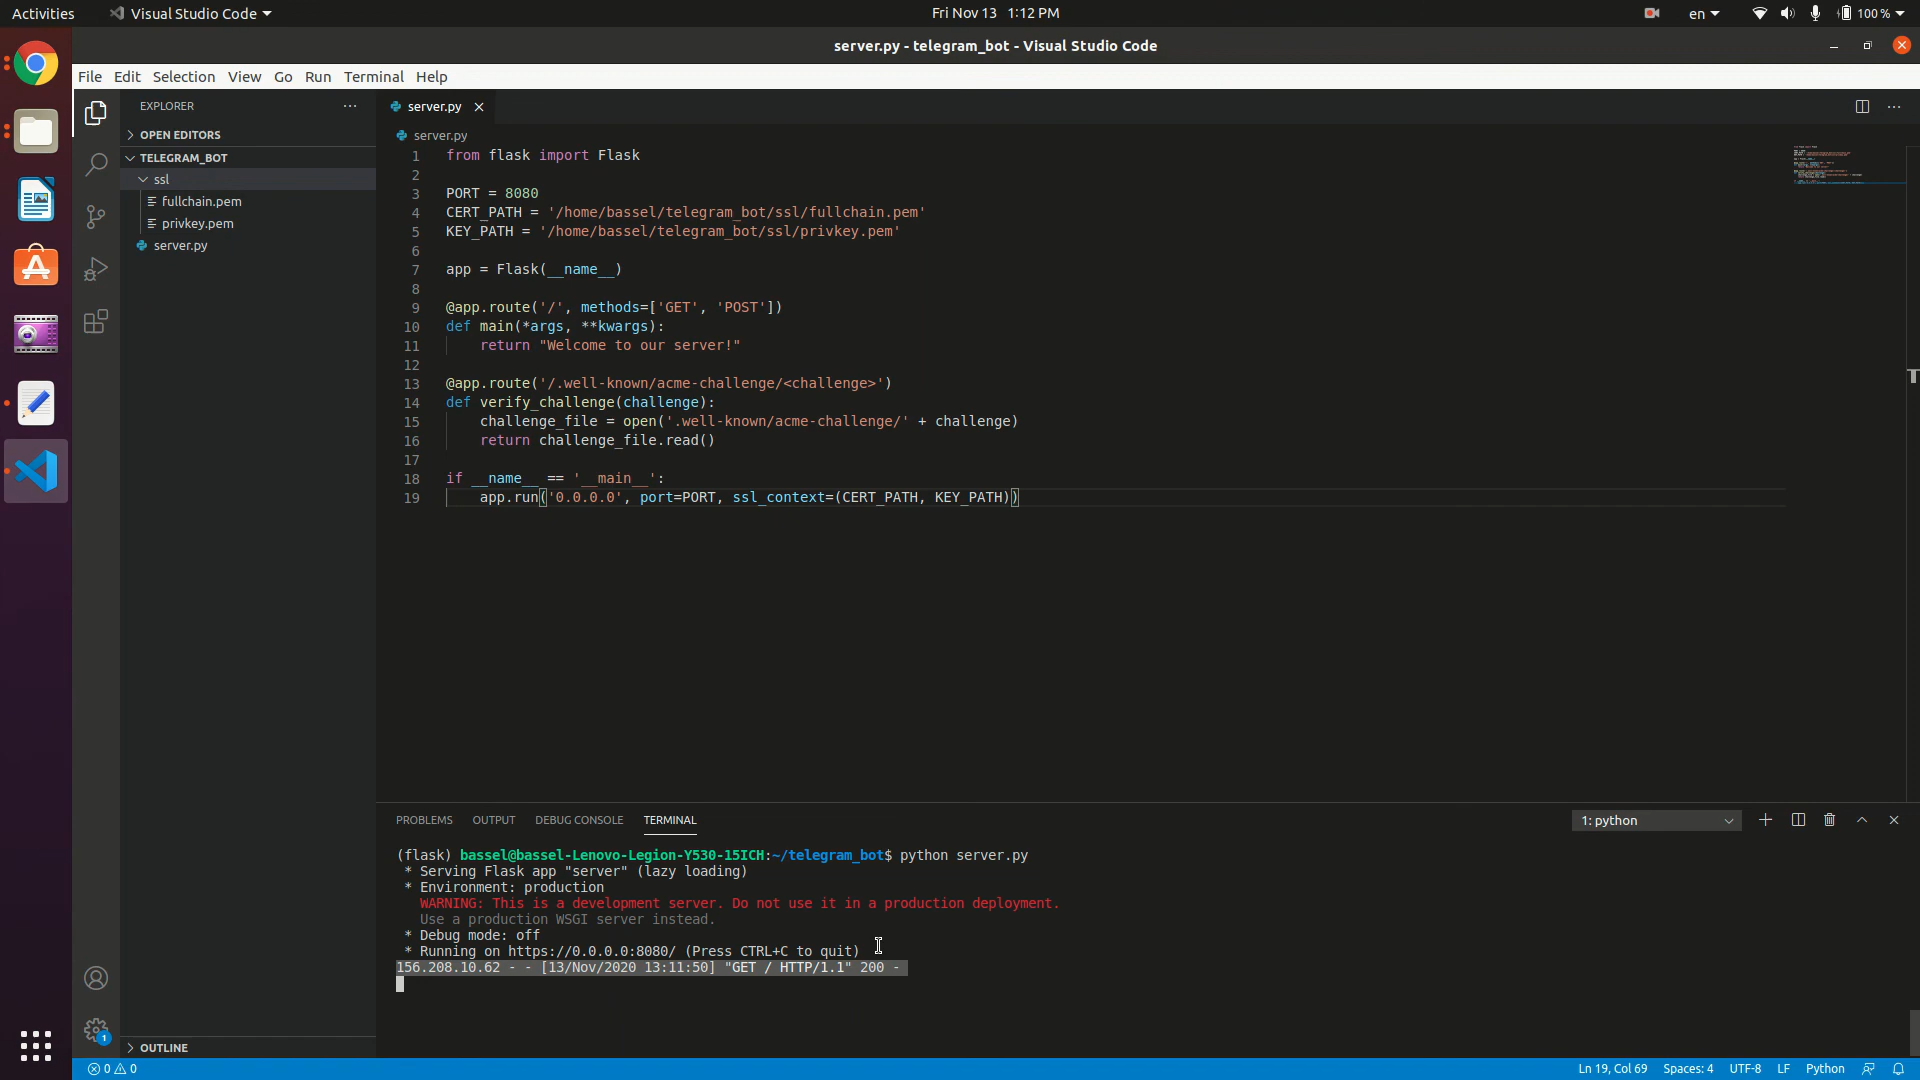 Activities Visual Studio Code Fri Nov 13 1:12 PM en 100 %
server.py - telegram_bot - Visual Studio Code
File Edit Selection View Go Run Terminal Help
EXPLORER
OPEN EDITORS
TELEGRAM_BOT
ssl
fullchain.pem
privkey.pem
server.py
OUTLINE
server.py
server.py
1 from flask import Flask
2
3 PORT = 8080
4 CERT_PATH = '/home/bassel/telegram_bot/ssl/fullchain.pem'
5 KEY_PATH = '/home/bassel/telegram_bot/ssl/privkey.pem'
6
7 app = Flask(__name__)
8
9 @app.route('/', methods=['GET', 'POST'])
10 def main(*args, **kwargs):
11     return "Welcome to our server!"
12
13 @app.route('/.well-known/acme-challenge/<challenge>')
14 def verify_challenge(challenge):
15     challenge_file = open('.well-known/acme-challenge/' + challenge)
16     return challenge_file.read()
17
18 if __name__ == '__main__':
19     app.run('0.0.0.0', port=PORT, ssl_context=(CERT_PATH, KEY_PATH))
PROBLEMS OUTPUT DEBUG CONSOLE TERMINAL 1: python
(flask) bassel@bassel-Lenovo-Legion-Y530-15ICH:~/telegram_bot$ python server.py
* Serving Flask app "server" (lazy loading)
* Environment: production
WARNING: This is a development server. Do not use it in a production deployment.
Use a production WSGI server instead.
* Debug mode: off
* Running on https://0.0.0.0:8080/ (Press CTRL+C to quit)
156.208.10.62 - - [13/Nov/2020 13:11:50] "GET / HTTP/1.1" 200 -
1
0 0 Ln 19, Col 69 Spaces: 4 UTF-8 LF Python